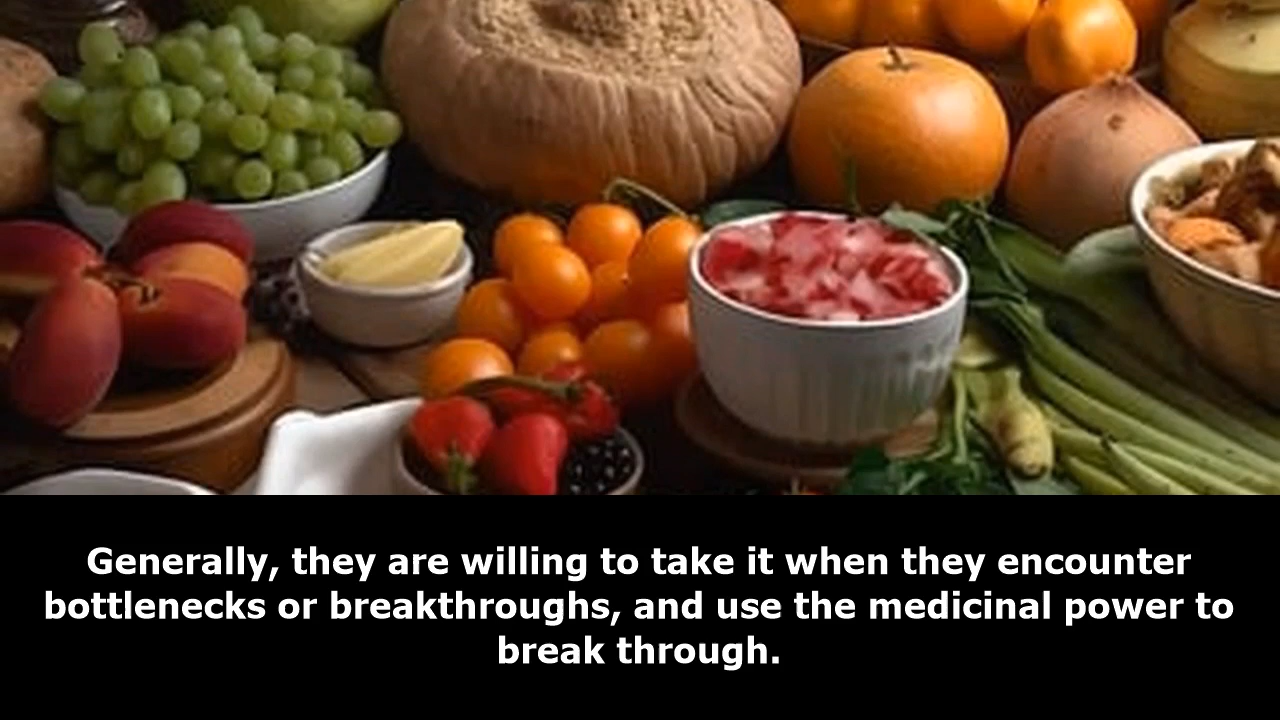 Generally, they are willing to take it when they encounter
bottlenecks or breakthroughs, and use the medicinal power to
break through.